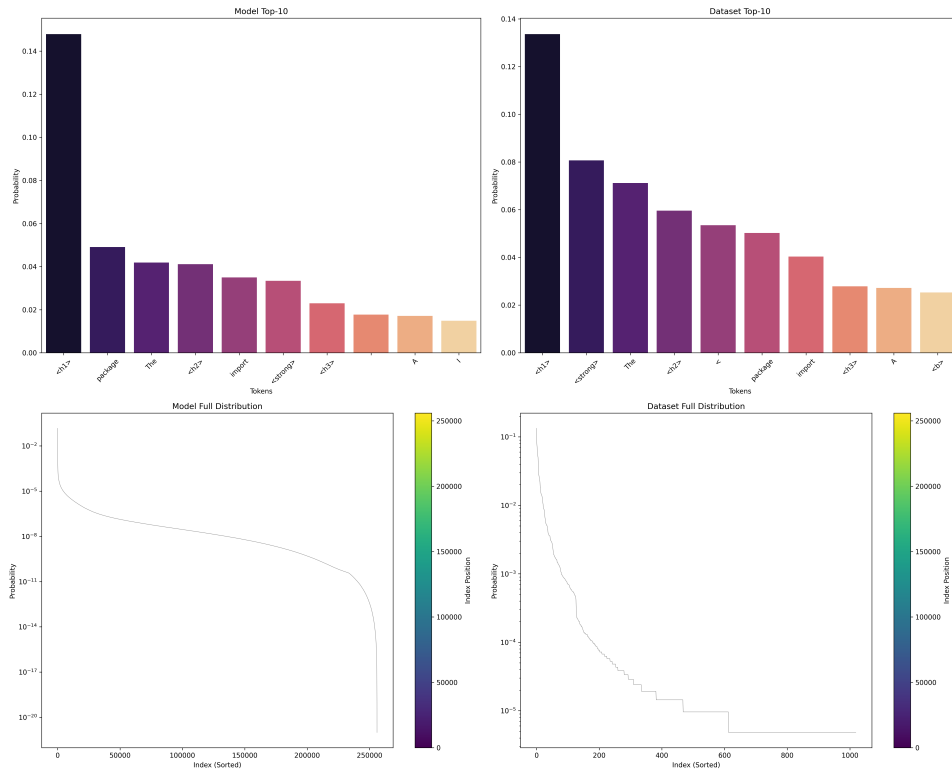 Model Top-10
0.14
0.12
0.10
0.08
0.06
0.04
0.02
0.00
Probability
<h1>
package
The
<h2>
import
<strong>
<h3>
A
Tokens
Dataset Top-10
0.14
0.12
0.10
0.08
0.06
0.04
0.02
0.00
Probability
<h1>
<strong>
The
<h2>
<
package
import
<h3>
A
<b>
Tokens
Model Full Distribution
10⁻²
10⁻⁵
10⁻⁸
10⁻¹¹
10⁻¹⁴
10⁻¹⁷
10⁻²⁰
Probability
0
50000
100000
150000
200000
250000
Index (Sorted)
250000
200000
150000
100000
50000
0
Index Position
Dataset Full Distribution
10⁻¹
10⁻²
10⁻³
10⁻⁴
10⁻⁵
Probability
0
200
400
600
800
1000
Index (Sorted)
250000
200000
150000
100000
50000
0
Index Position